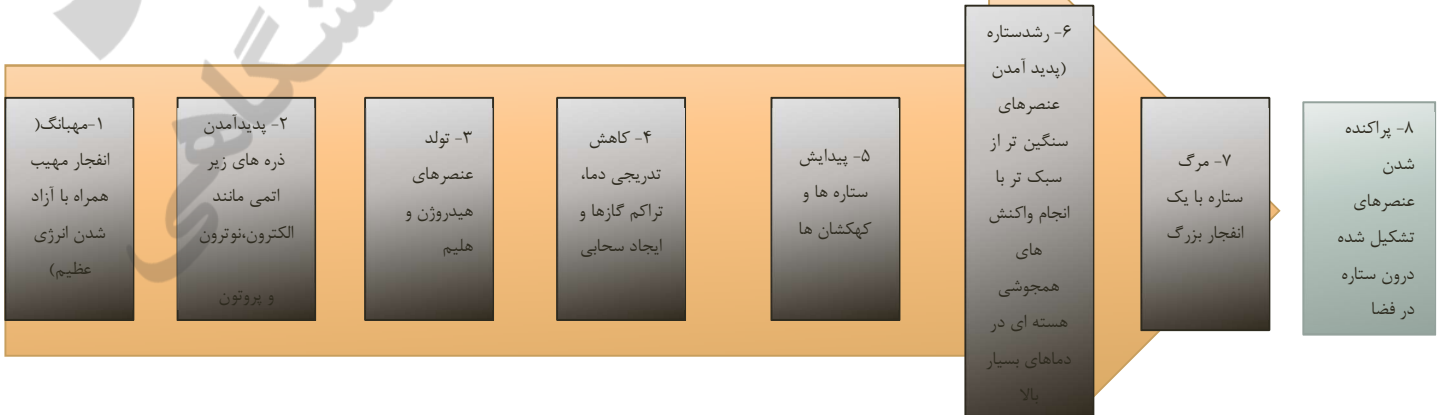 ۱-مهبانگ(
انفجار مهیب
همراه با آزاد
شدن انرژی
عظیم)
۲- پدیدآمدن
ذره های زیر
اتمی مانند
الکترون،نوترون
و پروتون
۳- تولد
عنصرهای
هیدروژن و
هلیم
۴- کاهش
تدریجی دما،
تراکم گازها و
ایجاد سحابی
۵- پیدایش
ستاره ها و
کهکشان ها
۶- رشدستاره
(پدید آمدن
عنصرهای
سنگین تر از
سبک تر با
انجام واکنش
های
همجوشی
هسته ای در
دماهای بسیار
بالا
۷- مرگ
ستاره با یک
انفجار بزرگ
۸- پراکنده
شدن
عنصرهای
تشکیل شده
درون ستاره
در فضا